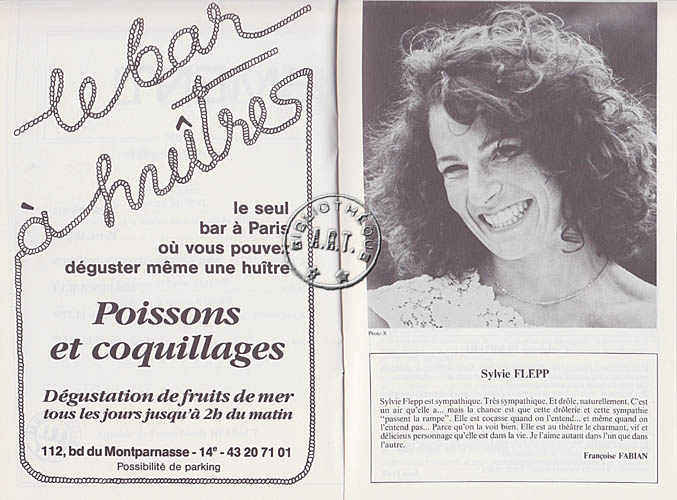 le bar
à huîtres
le seul
bar à Paris
où vous pouvez
déguster même une huître
Poissons
et coquillages
Dégustation de fruits de mer
tous les jours jusqu'à 2h du matin
112, bd du Montparnasse - 14e - 43 20 71 01
Possibilité de parking
BIBLIOTHÈQUE
A.R.T.
Photo X
Sylvie FLEPP
Sylvie Flepp est sympathique. Très sympathique. Et drôle, naturellement. C'est
un air qu'elle a... mais la chance est que cette drôlerie et cette sympathie
"passent la rampe". Elle est cocasse quand on l'entend... et même quand on
l'entend pas... Parce qu'on la voit bien. Elle est au théâtre le charmant, vif et
délicieux personnage qu'elle est dans la vie. Je l'aime autant dans l'un que dans
l'autre.
Françoise FABIAN